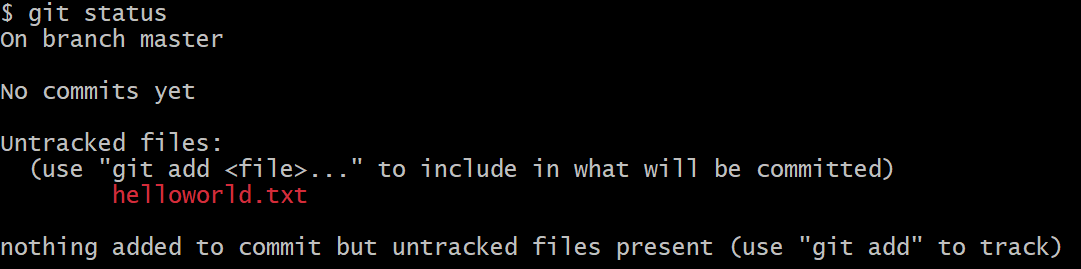 $ git status
On branch master
No commits yet
Untracked files:
(use "git add <file>..." to include in what will be committed)
helloworld.txt
nothing added to commit but untracked files present (use "git add" to track)